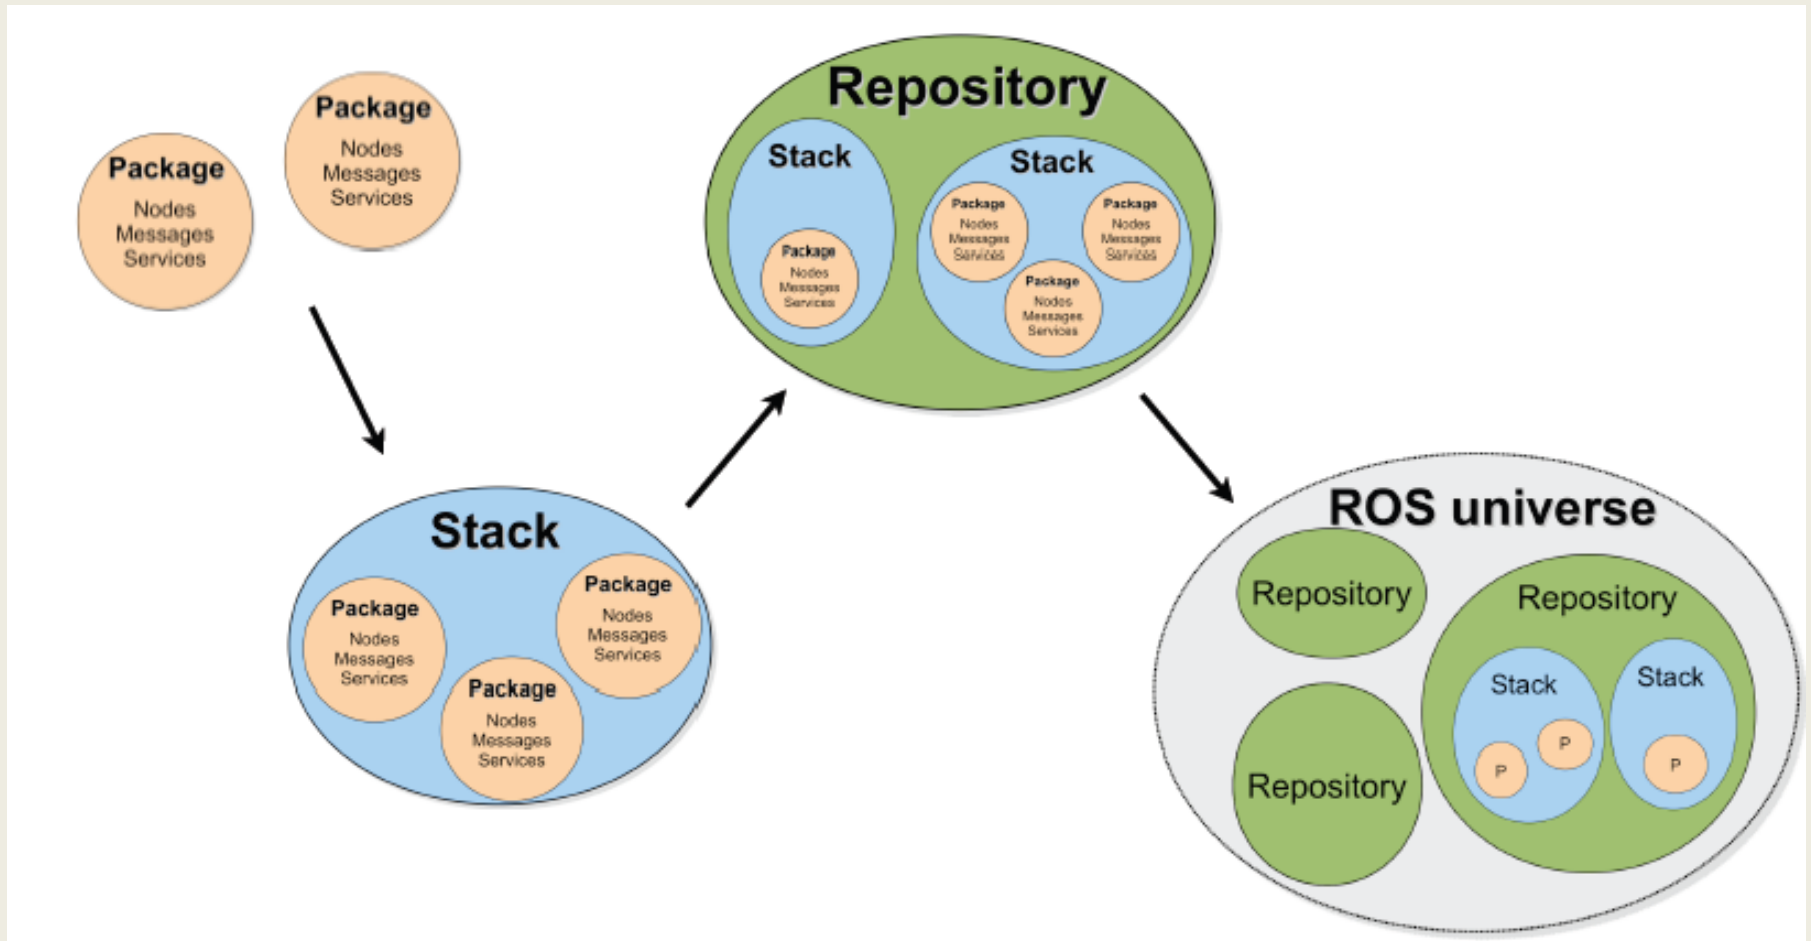 Package
Nodes
Messages
Services
Package
Nodes
Messages
Services
Stack
Package
Nodes
Messages
Services
Package
Nodes
Messages
Services
Package
Nodes
Messages
Services
Repository
Stack
Package
Nodes
Messages
Services
Stack
Package
Nodes
Messages
Services
Package
Nodes
Messages
Services
Package
Nodes
Messages
Services
ROS universe
Repository
Repository
Repository
Stack
P
P
Stack
P